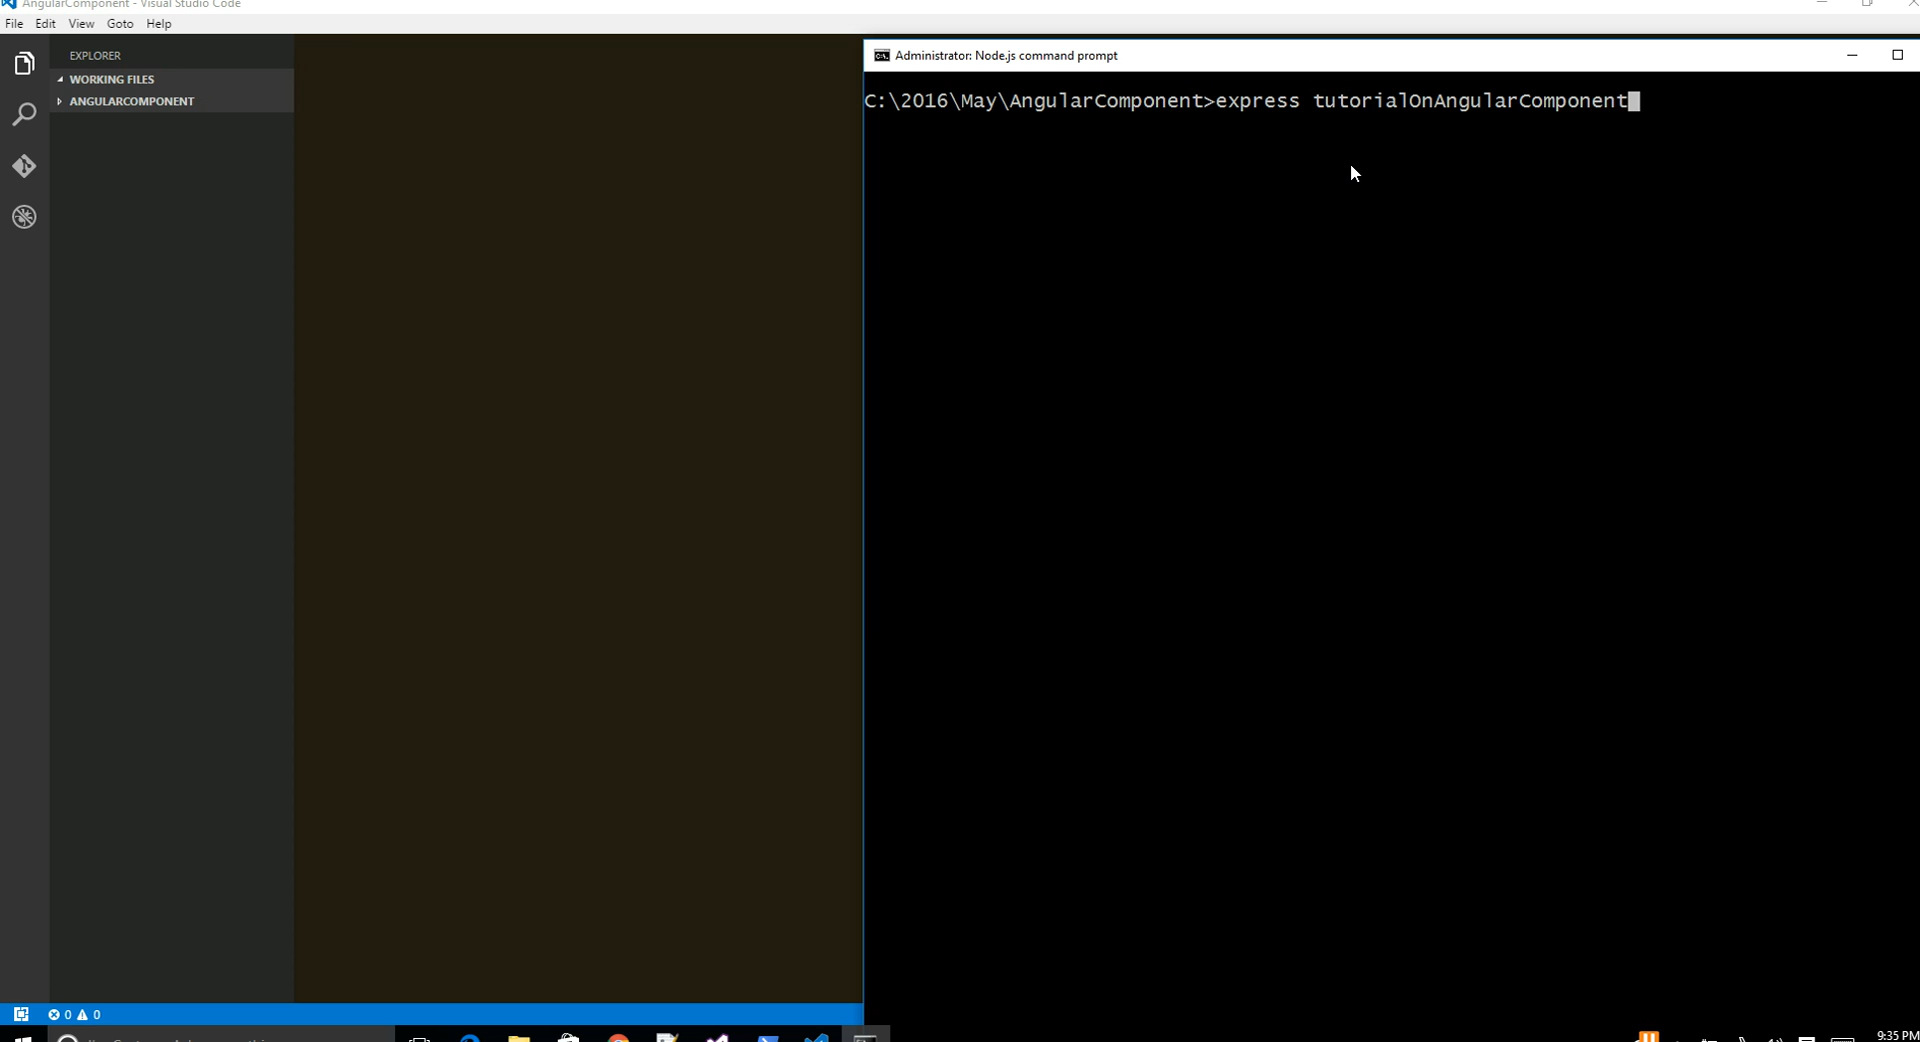 AngularComponent - Visual Studio Code
File Edit View Goto Help
EXPLORER
WORKING FILES
ANGULARCOMPONENT
Administrator: Node.js command prompt
C:\2016\May\AngularComponent>express tutorialOnAngularComponent
0 0
9:35 PM